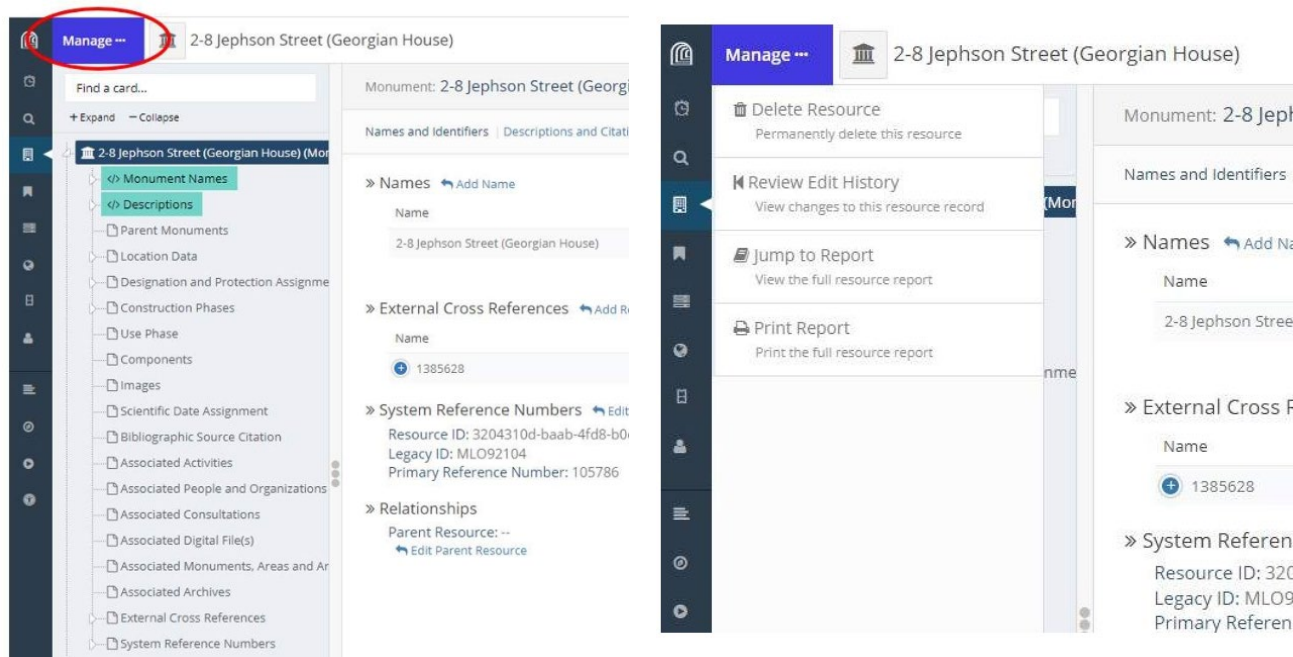 Manage ···
2-8 Jephson Street (Georgian House)
Find a card...
+ Expand − Collapse
2-8 Jephson Street (Georgian House) (Mor
</> Monument Names
</> Descriptions
Parent Monuments
Location Data
Designation and Protection Assignme
Construction Phases
Use Phase
Components
Images
Scientific Date Assignment
Bibliographic Source Citation
Associated Activities
Associated People and Organizations
Associated Consultations
Associated Digital File(s)
Associated Monuments, Areas and Ar
Associated Archives
External Cross References
System Reference Numbers
Monument: 2-8 Jephson Street (Georgi
Names and Identifiers | Descriptions and Citati
» Names Add Name
Name
2-8 Jephson Street (Georgian House)
» External Cross References Add R
Name
1385628
» System Reference Numbers Edit
Resource ID: 3204310d-baab-4fd8-b0
Legacy ID: MLO92104
Primary Reference Number: 105786
» Relationships
Parent Resource: --
Edit Parent Resource
Manage ···
2-8 Jephson Street (Georgian House)
Delete Resource
Permanently delete this resource
Review Edit History
View changes to this resource record
Jump to Report
View the full resource report
Print Report
Print the full resource report
(Mor
nme
Monument: 2-8 Jeph
Names and Identifiers
» Names Add Na
Name
2-8 Jephson Stree
» External Cross R
Name
1385628
» System Referen
Resource ID: 320
Legacy ID: MLO9
Primary Referen